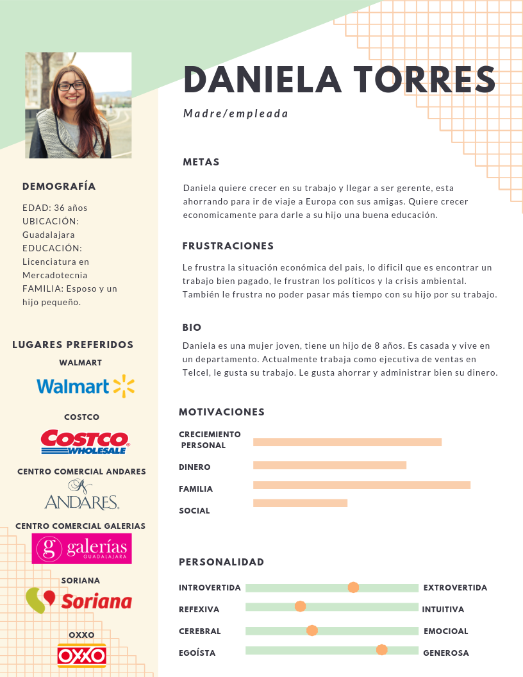 DANIELA TORRES
Madre/empleada
DEMOGRAFÍA
EDAD: 36 años
UBICACIÓN:
Guadalajara
EDUCACIÓN:
Licenciatura en
Mercadotecnia
FAMILIA: Esposo y un
hijo pequeño.
LUGARES PREFERIDOS
WALMART
Walmart
COSTCO
COSTCO
WHOLESALE
CENTRO COMERCIAL ANDARES
A
ANDARES.
CENTRO COMERCIAL GALERIAS
g galerías
GUADALAJARA
SORIANA
Soriana
OXXO
OXXO
METAS
Daniela quiere crecer en su trabajo y llegar a ser gerente, esta
ahorrando para ir de viaje a Europa con sus amigas. Quiere crecer
economicamente para darle a su hijo una buena educación.
FRUSTRACIONES
Le frustra la situación económica del pais, lo dificil que es encontrar un
trabajo bien pagado, le frustran los políticos y la crisis ambiental.
También le frustra no poder pasar más tiempo con su hijo por su trabajo.
BIO
Daniela es una mujer joven, tiene un hijo de 8 años. Es casada y vive en
un departamento. Actualmente trabaja como ejecutiva de ventas en
Telcel, le gusta su trabajo. Le gusta ahorrar y administrar bien su dinero.
MOTIVACIONES
CRECIEMIENTO
PERSONAL
DINERO
FAMILIA
SOCIAL
PERSONALIDAD
INTROVERTIDA EXTROVERTIDA
REFEXIVA INTUITIVA
CEREBRAL EMOCIOAL
EGOÍSTA GENEROSA